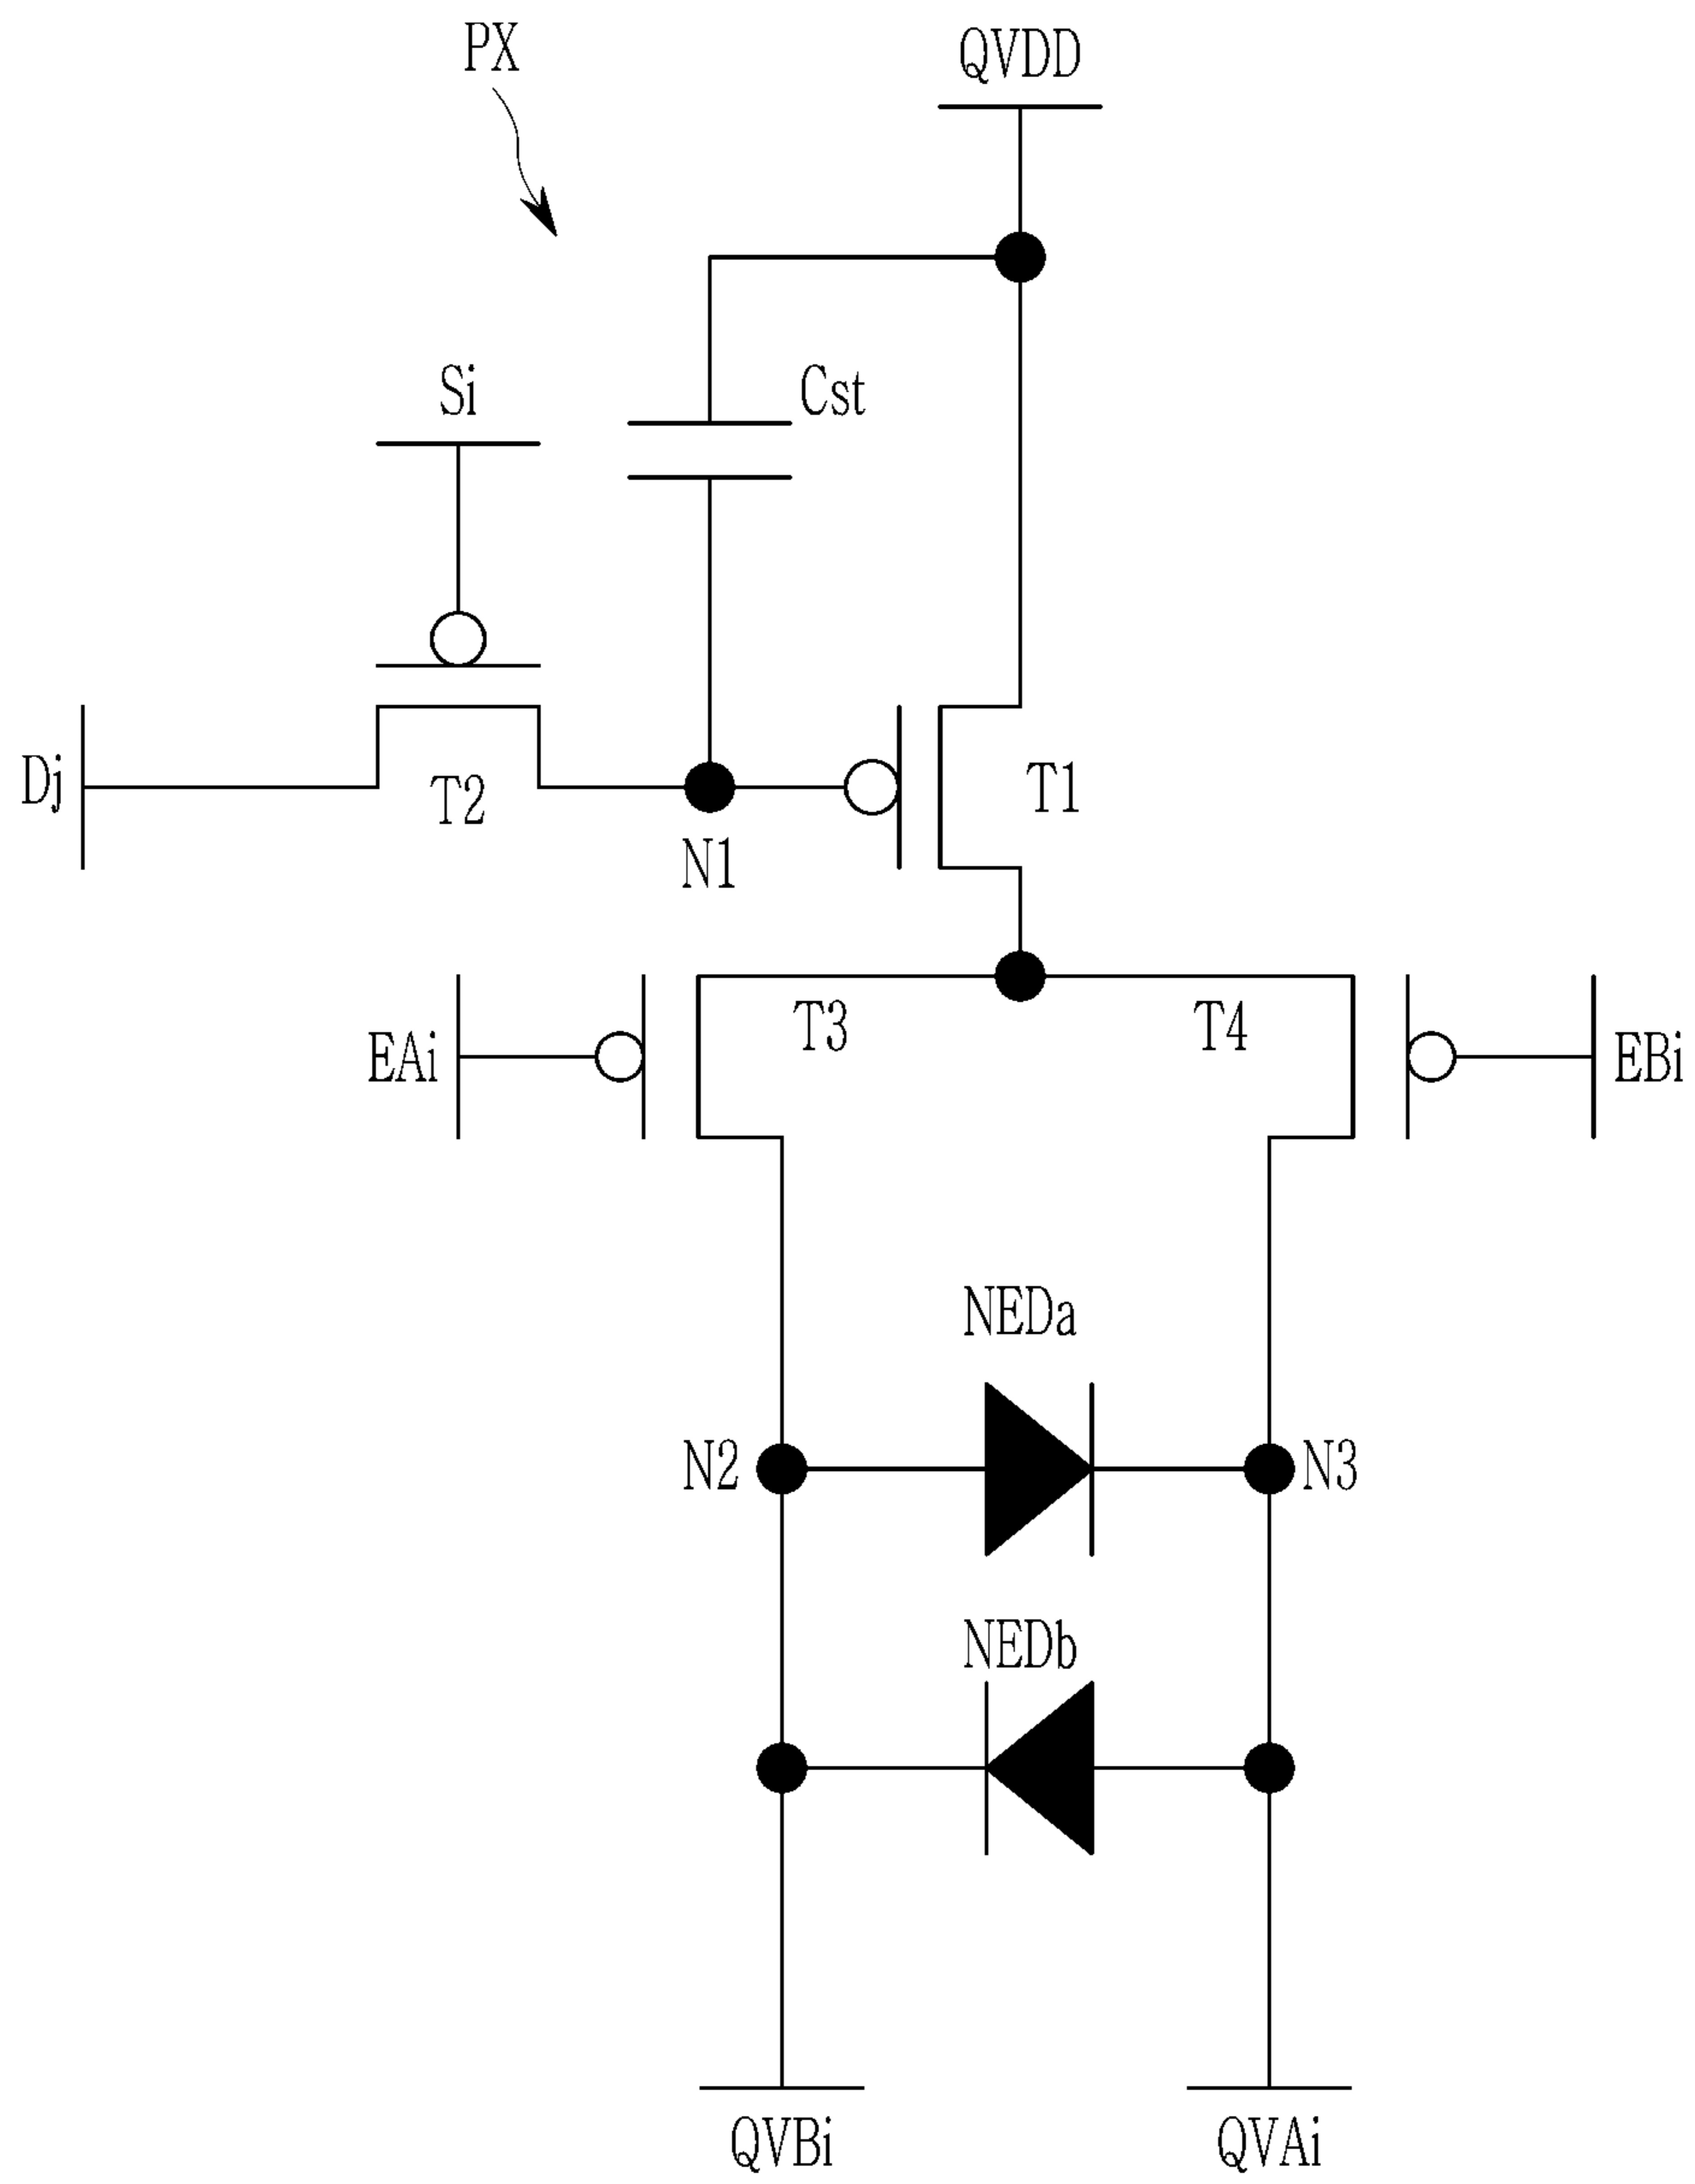 PX
QVDD
Si
Cst
Dj
T2
T1
N1
T3
T4
EAi
EBi
NEDa
N2
N3
NEDb
QVBi
QVAi